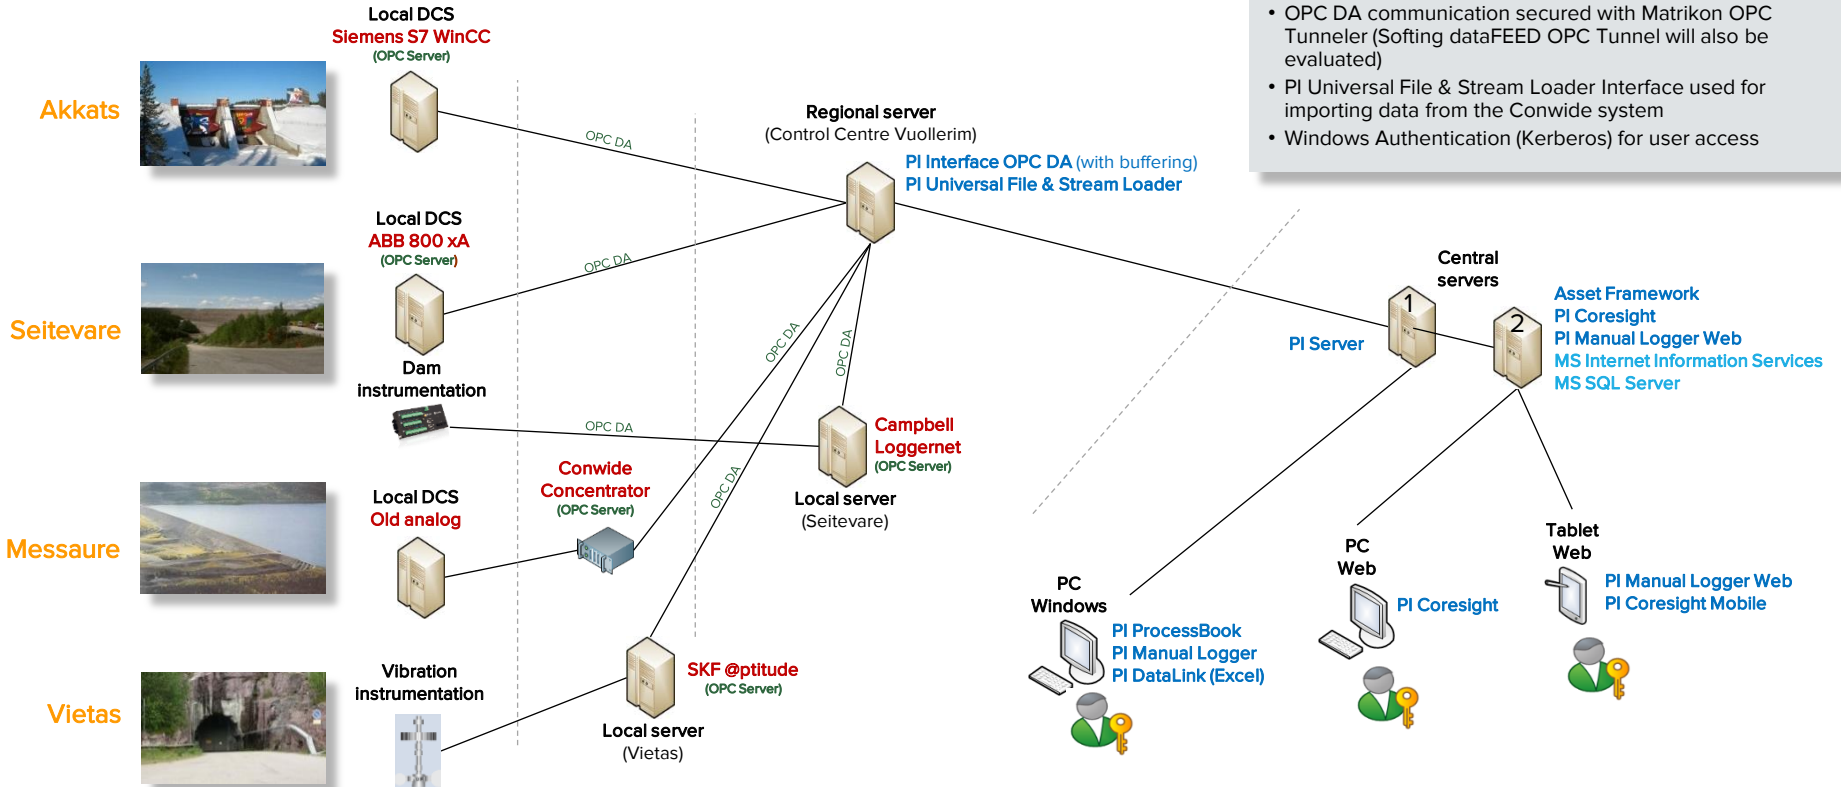 Local DCS
Siemens S7 WinCC
(OPC Server)
Akkats
OPC DA
Regional server
(Control Centre Vuollerim)
PI Interface OPC DA (with buffering)
PI Universal File & Stream Loader
• OPC DA communication secured with Matrikon OPC
Tunneler (Softing dataFEED OPC Tunnel will also be
evaluated)
• PI Universal File & Stream Loader Interface used for
importing data from the Conwide system
• Windows Authentication (Kerberos) for user access
Local DCS
ABB 800 xA
(OPC Server)
Seitevare
OPC DA
Dam
instrumentation
OPC DA
OPC DA
OPC DA
OPC DA
Campbell
Loggernet
(OPC Server)
Local server
(Seitevare)
Central
servers
1
2
PI Server
Asset Framework
PI Coresight
PI Manual Logger Web
MS Internet Information Services
MS SQL Server
Messaure
Local DCS
Old analog
Conwide
Concentrator
(OPC Server)
Vietas
Vibration
instrumentation
SKF @ptitude
(OPC Server)
Local server
(Vietas)
PC
Windows
PI ProcessBook
PI Manual Logger
PI DataLink (Excel)
PC
Web
PI Coresight
Tablet
Web
PI Manual Logger Web
PI Coresight Mobile